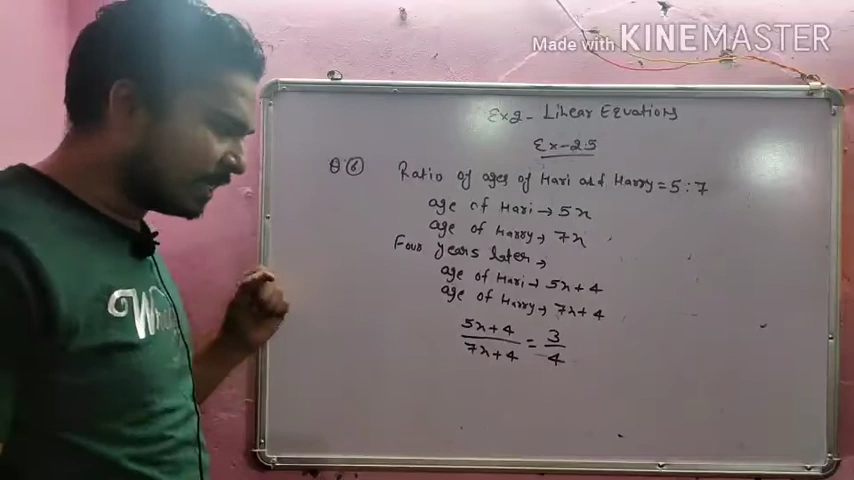 Made with KINEMASTER
Ex2- Linear Equations
Ex-2.5
Q⑥ Ratio of ages of Hari and Harry = 5:7
age of Hari → 5x
age of Harry → 7x
Four Years later →
age of Hari → 5x+4
age of Harry → 7x+4
5x+4/7x+4 = 3/4